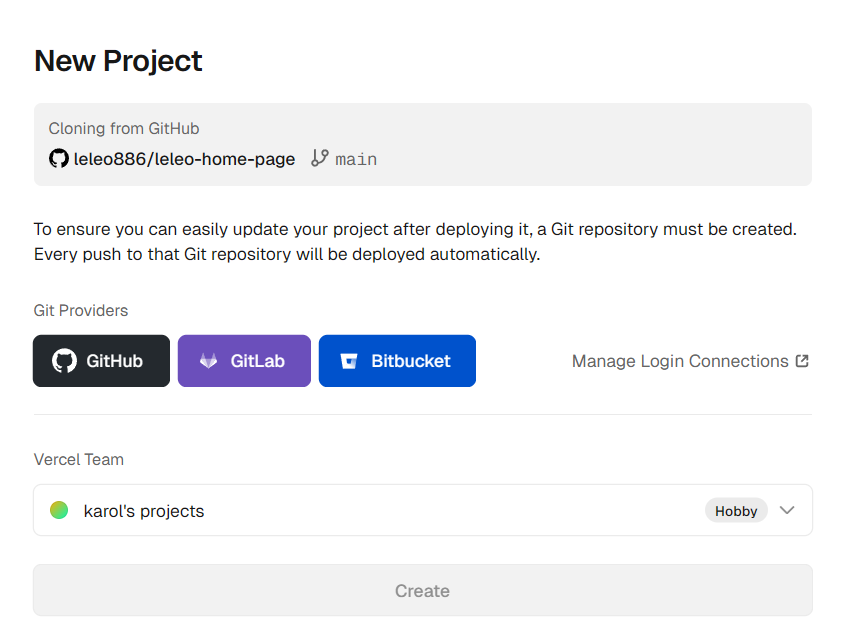 New Project
Cloning from GitHub
leleo886/leleo-home-page main
To ensure you can easily update your project after deploying it, a Git repository must be created.
Every push to that Git repository will be deployed automatically.
Git Providers
GitHub GitLab Bitbucket Manage Login Connections
Vercel Team
karol's projects Hobby
Create